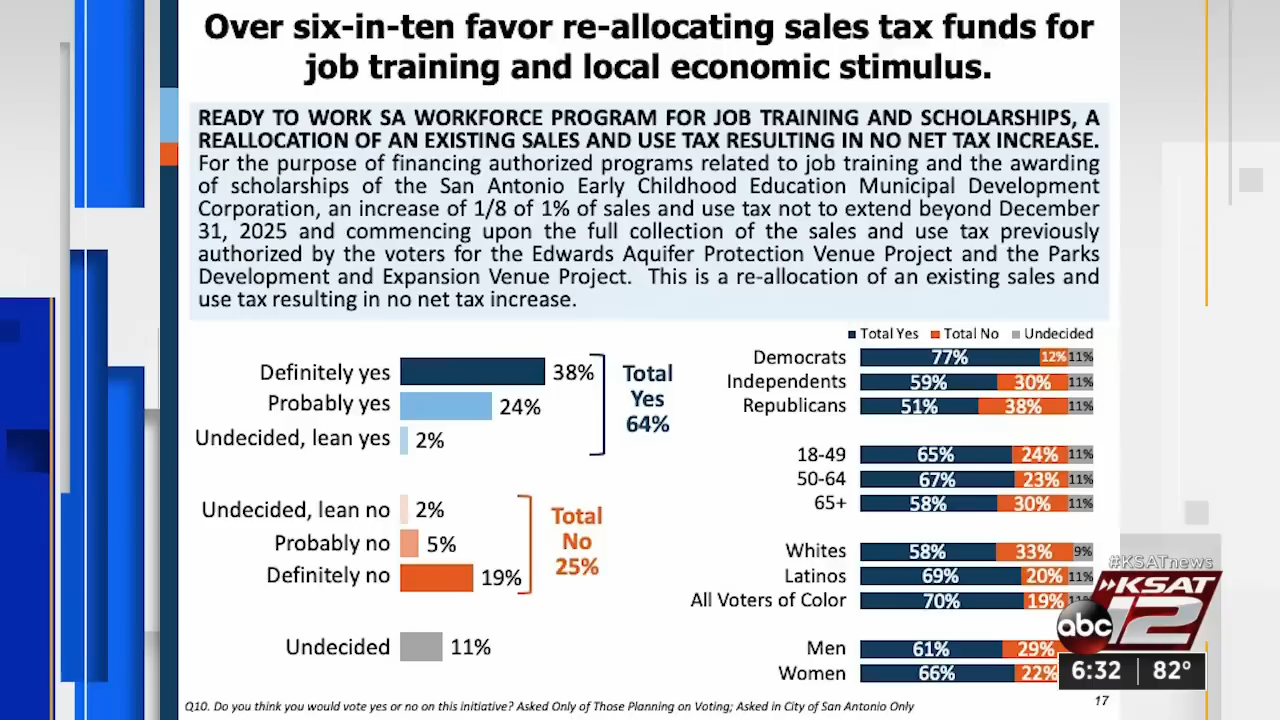 Over six-in-ten favor re-allocating sales tax funds for
job training and local economic stimulus.
READY TO WORK SA WORKFORCE PROGRAM FOR JOB TRAINING AND SCHOLARSHIPS, A
REALLOCATION OF AN EXISTING SALES AND USE TAX RESULTING IN NO NET TAX INCREASE.
For the purpose of financing authorized programs related to job training and the awarding
of scholarships of the San Antonio Early Childhood Education Municipal Development
Corporation, an increase of 1/8 of 1% of sales and use tax not to extend beyond December
31, 2025 and commencing upon the full collection of the sales and use tax previously
authorized by the voters for the Edwards Aquifer Protection Venue Project and the Parks
Development and Expansion Venue Project. This is a re-allocation of an existing sales and
use tax resulting in no net tax increase.
Definitely yes 38%
Probably yes 24%
Undecided, lean yes 2%
Total
Yes
64%
Undecided, lean no 2%
Probably no 5%
Definitely no 19%
Total
No
25%
Undecided 11%
Total Yes Total No Undecided
Democrats 77% 12% 11%
Independents 59% 30% 11%
Republicans 51% 38% 11%
18-49 65% 24% 11%
50-64 67% 23% 11%
65+ 58% 30% 11%
Whites 58% 33% 9%
Latinos 69% 20% 11%
All Voters of Color 70% 19% 11%
Men 61% 29%
Women 66% 22%
Q10. Do you think you would vote yes or no on this initiative? Asked Only of Those Planning on Voting; Asked in City of San Antonio Only
17
#KSATnews
KSAT
abc 12
6:32 82°